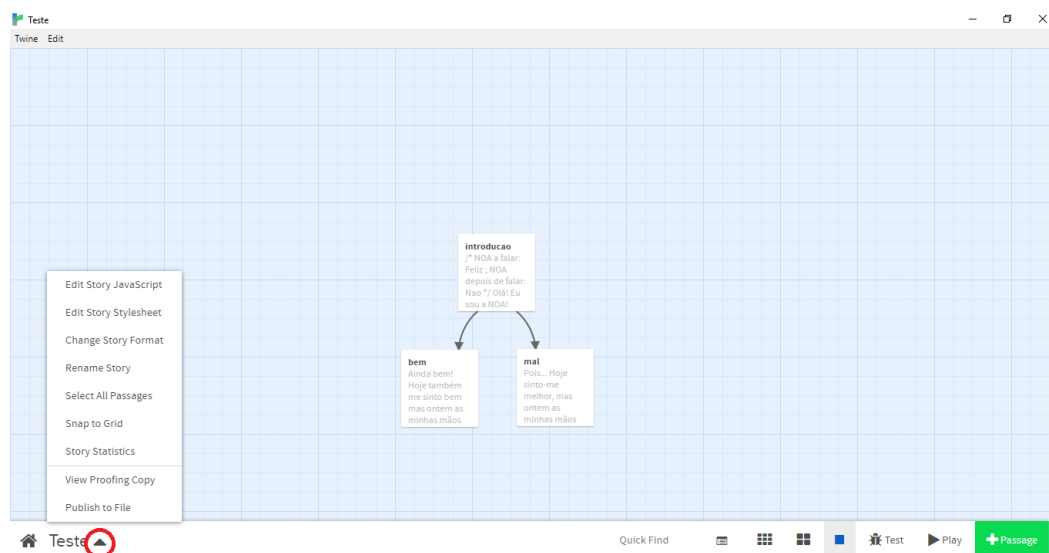 Teste
Twine Edit
introducao
/* NOA a falar:
Feliz ; NOA
depois de falar:
Nao */ Olá! Eu
sou a NOA!
bem
Ainda bem!
Hoje também
me sinto bem
mas ontem as
minhas mãos
mal
Pois... Hoje
sinto-me
melhor, mas
ontem as
minhas mãos
Edit Story JavaScript
Edit Story Stylesheet
Change Story Format
Rename Story
Select All Passages
Snap to Grid
Story Statistics
View Proofing Copy
Publish to File
Teste
Quick Find
Test
Play
Passage